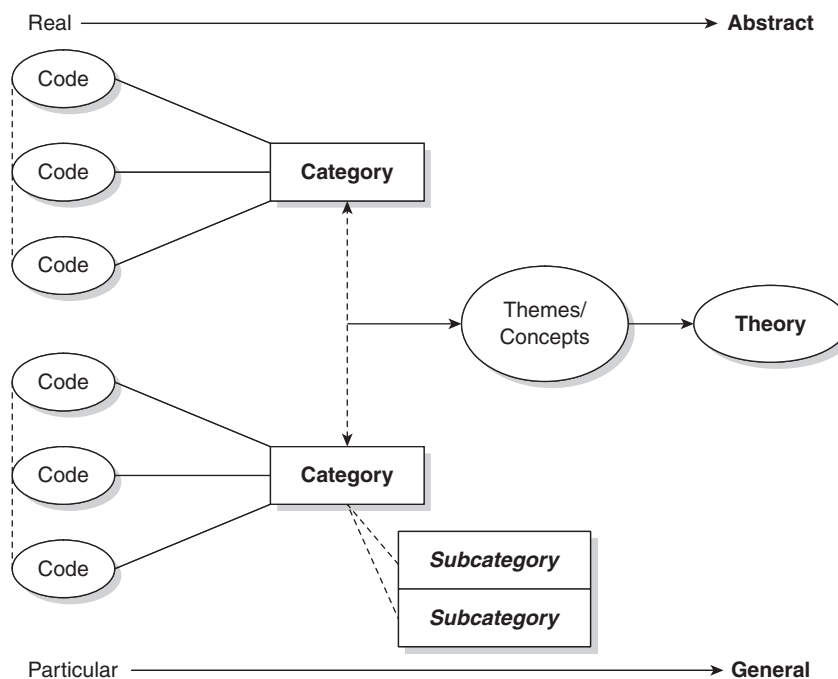 Real
Abstract
Code
Code
Category
Code
Themes/
Concepts
Theory
Code
Code
Category
Code
Subcategory
Subcategory
Particular
General